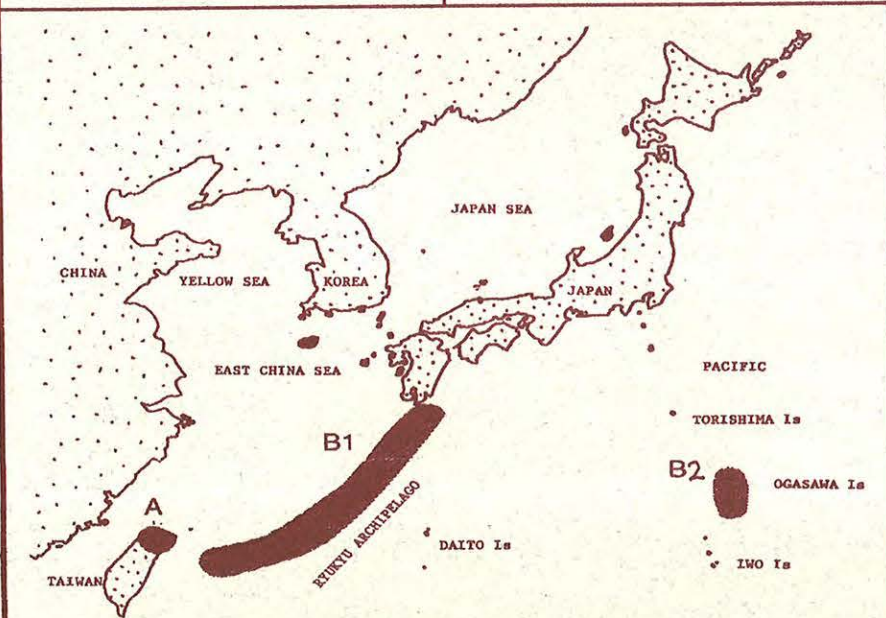 JAPAN SEA
CHINA
YELLOW SEA
KOREA
JAPAN
EAST CHINA SEA
PACIFIC
TORISHIMA Is
B1
B2
OGASAWA Is
A
RYUKYU ARCHIPELAGO
DAITO Is
IWO Is
TAIWAN